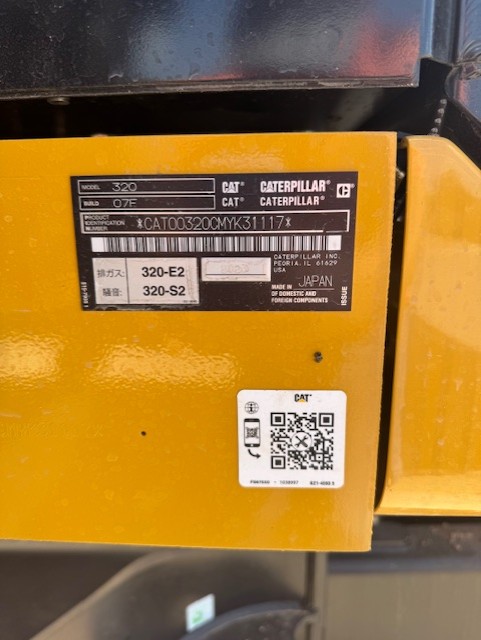 MODEL 320 CAT CATERPILLAR C
BUILD 07F CAT CATERPILLAR
PRODUCT IDENTIFICATION NUMBER *CAT00320CMYK31117*
CATERPILLAR INC.
PEORIA, IL 61629
USA
排ガス: 320-E2
騒音: 320-S2
MADE IN JAPAN
OF DOMESTIC AND
FOREIGN COMPONENTS
ISSUE
CAT